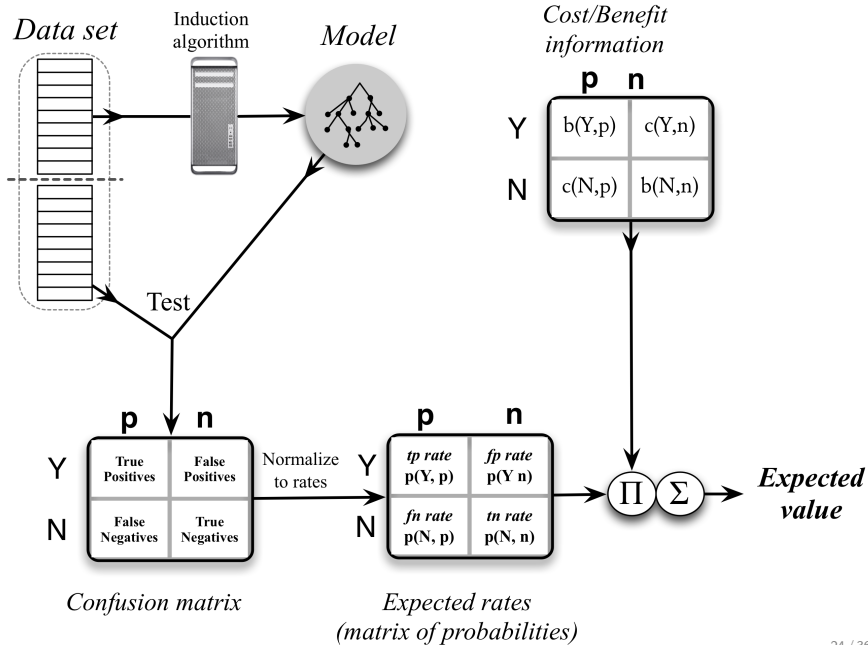 Data set
Induction
algorithm
Model
Cost/Benefit
information
p n
Y b(Y,p) c(Y,n)
N c(N,p) b(N,n)
Test
p n
Y True Positives False Positives
N False Negatives True Negatives
Confusion matrix
Normalize
to rates
p n
Y tp rate p(Y, p) fp rate p(Y n)
N fn rate p(N, p) tn rate p(N, n)
Expected rates
(matrix of probabilities)
Π Σ
Expected
value